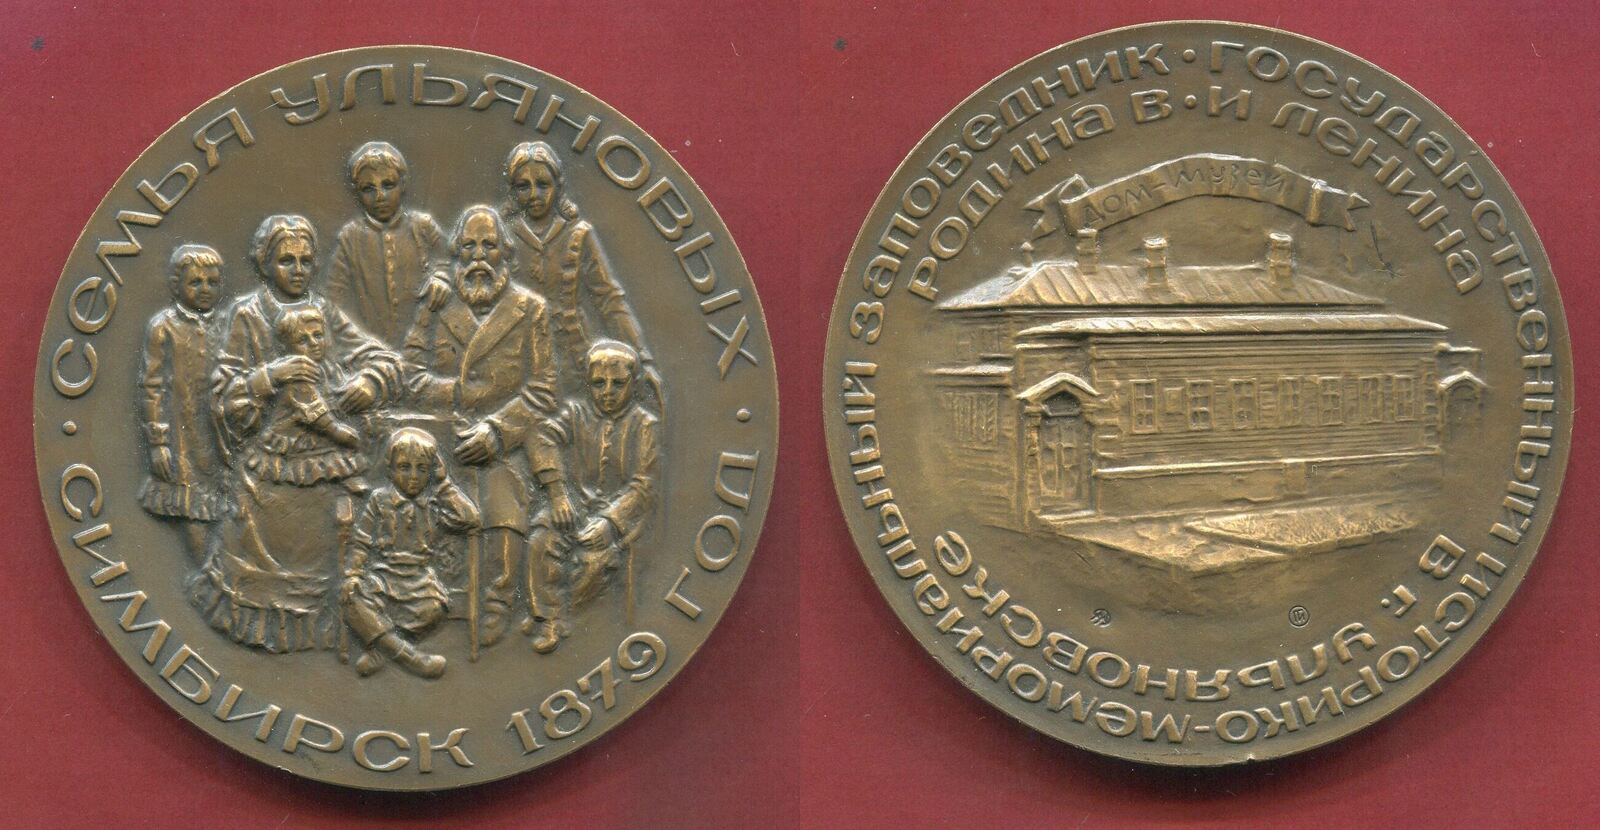 · СЕМЬЯ УЛЬЯНОВЫХ ·
СИМБИРСК 1879 ГОД
ГОСУДАРСТВЕННЫЙ ИСТОРИКО-МЕМОРИАЛЬНЫЙ ЗАПОВЕДНИК ·
РОДИНА В · И ЛЕНИНА
ДОМ-МУЗЕЙ
В Г. УЛЬЯНОВСКЕ